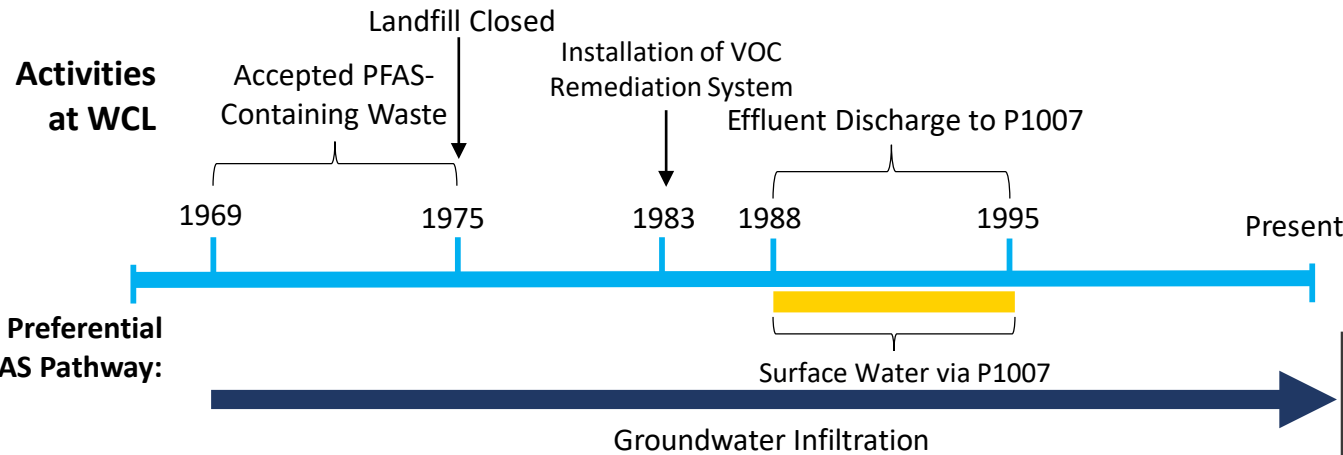 Landfill Closed
Activities
at WCL
Accepted PFAS-
Containing Waste
Installation of VOC
Remediation System
Effluent Discharge to P1007
1969
1975
1983
1988
1995
Present
Preferential
AS Pathway:
Surface Water via P1007
Groundwater Infiltration